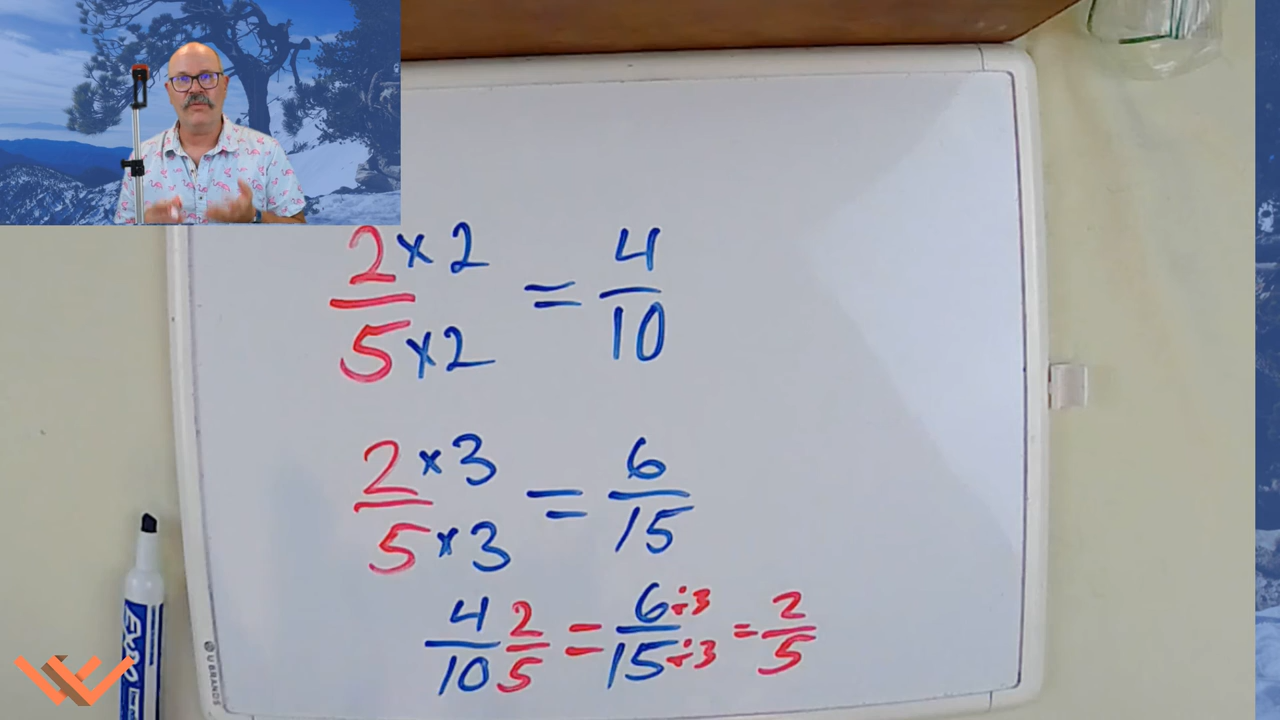 2 × 2 = 4
5 × 2 10
2 × 3 = 6
5 × 3 15
4 2 = 6 ÷3 = 2
10 5 15 ÷3 5
EXPO
U BRANDS